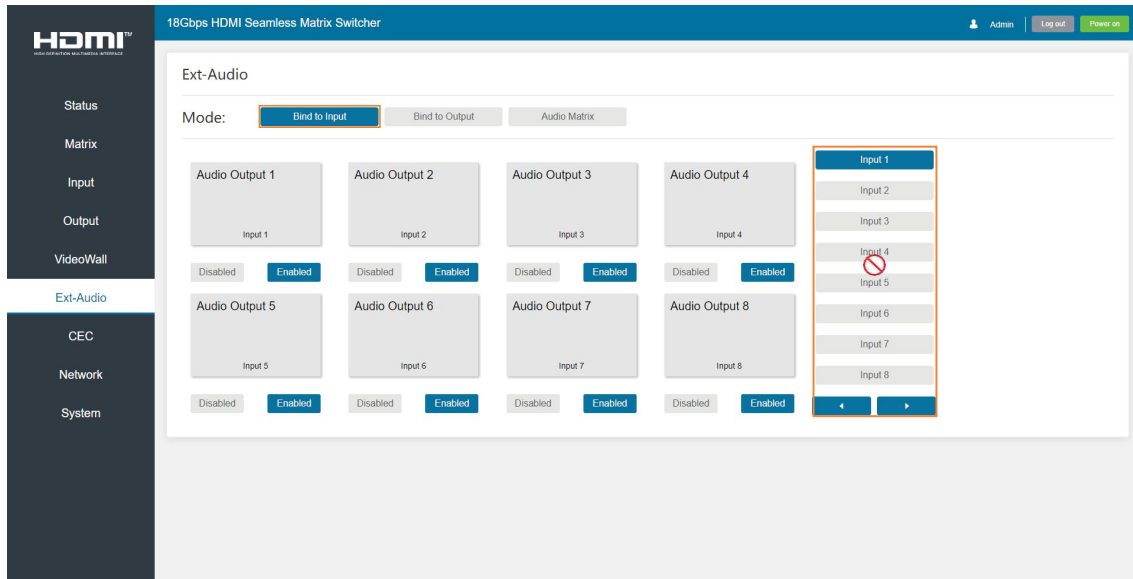 HDMI™
HIGH DEFINITION MULTIMEDIA INTERFACE
18Gbps HDMI Seamless Matrix Switcher
Admin
Log out
Power on
Status
Matrix
Input
Output
VideoWall
Ext-Audio
CEC
Network
System
Ext-Audio
Mode:
Bind to Input
Bind to Output
Audio Matrix
Audio Output 1
Input 1
Disabled
Enabled
Audio Output 2
Input 2
Disabled
Enabled
Audio Output 3
Input 3
Disabled
Enabled
Audio Output 4
Input 4
Disabled
Enabled
Audio Output 5
Input 5
Disabled
Enabled
Audio Output 6
Input 6
Disabled
Enabled
Audio Output 7
Input 7
Disabled
Enabled
Audio Output 8
Input 8
Disabled
Enabled
Input 1
Input 2
Input 3
Input 4
Input 5
Input 6
Input 7
Input 8